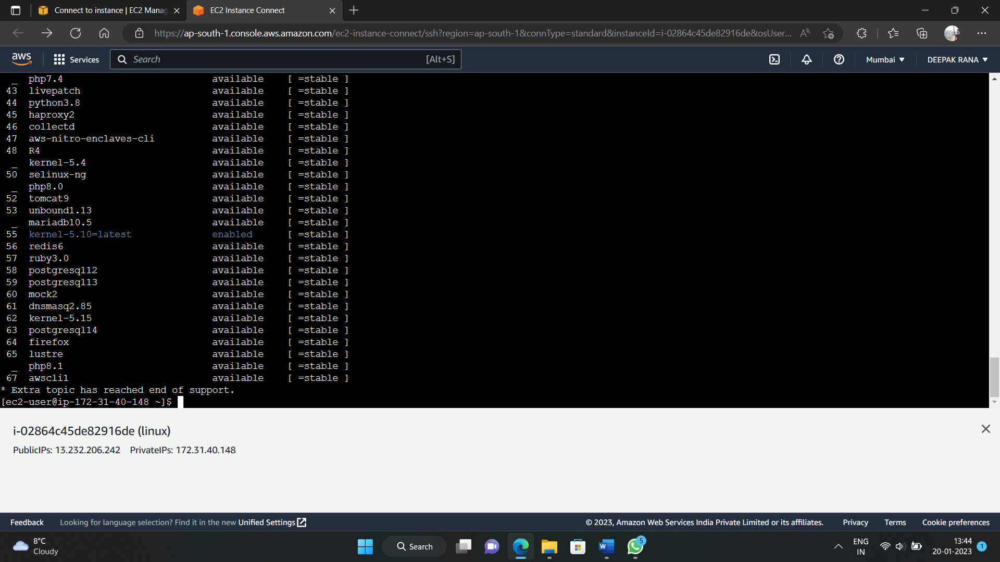 Connect to instance | EC2 Manag
EC2 Instance Connect
https://ap-south-1.console.aws.amazon.com/ec2-instance-connect/ssh?region=ap-south-1&connType=standard&instanceId=i-02864c45de82916de&osUser...
aws
Services
Search
[Alt+S]
Mumbai
DEEPAK RANA
_ php7.4 available [ =stable ]
43 livepatch available [ =stable ]
44 python3.8 available [ =stable ]
45 haproxy2 available [ =stable ]
46 collectd available [ =stable ]
47 aws-nitro-enclaves-cli available [ =stable ]
48 R4 available [ =stable ]
_ kernel-5.4 available [ =stable ]
50 selinux-ng available [ =stable ]
_ php8.0 available [ =stable ]
52 tomcat9 available [ =stable ]
53 unbound1.13 available [ =stable ]
_ mariadb10.5 available [ =stable ]
55 kernel-5.10=latest enabled [ =stable ]
56 redis6 available [ =stable ]
57 ruby3.0 available [ =stable ]
58 postgresql12 available [ =stable ]
59 postgresql13 available [ =stable ]
60 mock2 available [ =stable ]
61 dnsmasq2.85 available [ =stable ]
62 kernel-5.15 available [ =stable ]
63 postgresql14 available [ =stable ]
64 firefox available [ =stable ]
65 lustre available [ =stable ]
_ php8.1 available [ =stable ]
67 awscli1 available [ =stable ]
* Extra topic has reached end of support.
[ec2-user@ip-172-31-40-148 ~]$
i-02864c45de82916de (linux)
PublicIPs: 13.232.206.242 PrivateIPs: 172.31.40.148
Feedback
Looking for language selection? Find it in the new Unified Settings
© 2023, Amazon Web Services India Private Limited or its affiliates.
Privacy
Terms
Cookie preferences
8°C
Cloudy
Search
5
ENG
IN
13:44
20-01-2023
1